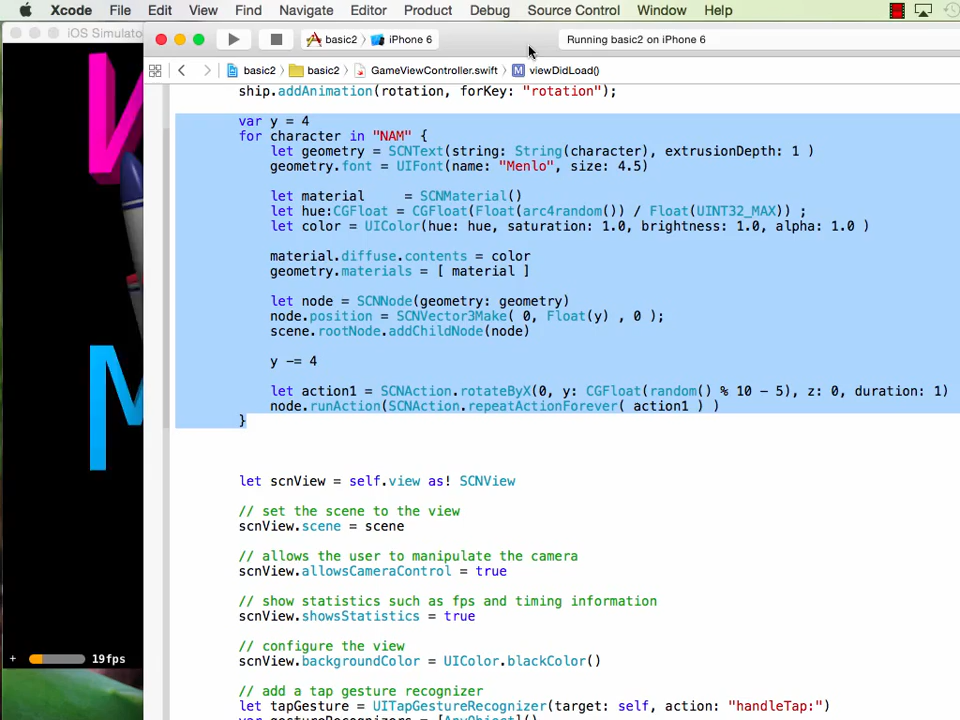 Xcode File Edit View Find Navigate Editor Product Debug Source Control Window Help
iOS Simulato
basic2 iPhone 6 Running basic2 on iPhone 6
basic2 basic2 GameViewController.swift M viewDidLoad()
ship.addAnimation(rotation, forKey: "rotation");
var y = 4
for character in "NAM" {
let geometry = SCNText(string: String(character), extrusionDepth: 1 )
geometry.font = UIFont(name: "Menlo", size: 4.5)
let material    = SCNMaterial()
let hue:CGFloat = CGFloat(Float(arc4random()) / Float(UINT32_MAX)) ;
let color = UIColor(hue: hue, saturation: 1.0, brightness: 1.0, alpha: 1.0 )
material.diffuse.contents = color
geometry.materials = [ material ]
let node = SCNNode(geometry: geometry)
node.position = SCNVector3Make( 0, Float(y) , 0 );
scene.rootNode.addChildNode(node)
y -= 4
let action1 = SCNAction.rotateByX(0, y: CGFloat(random() % 10 - 5), z: 0, duration: 1)
node.runAction(SCNAction.repeatActionForever( action1 ) )
}
let scnView = self.view as! SCNView
// set the scene to the view
scnView.scene = scene
// allows the user to manipulate the camera
scnView.allowsCameraControl = true
// show statistics such as fps and timing information
scnView.showsStatistics = true
// configure the view
scnView.backgroundColor = UIColor.blackColor()
// add a tap gesture recognizer
let tapGesture = UITapGestureRecognizer(target: self, action: "handleTap:")
var gestureRecognizers = [AnyObject]()
M
+ 19fps